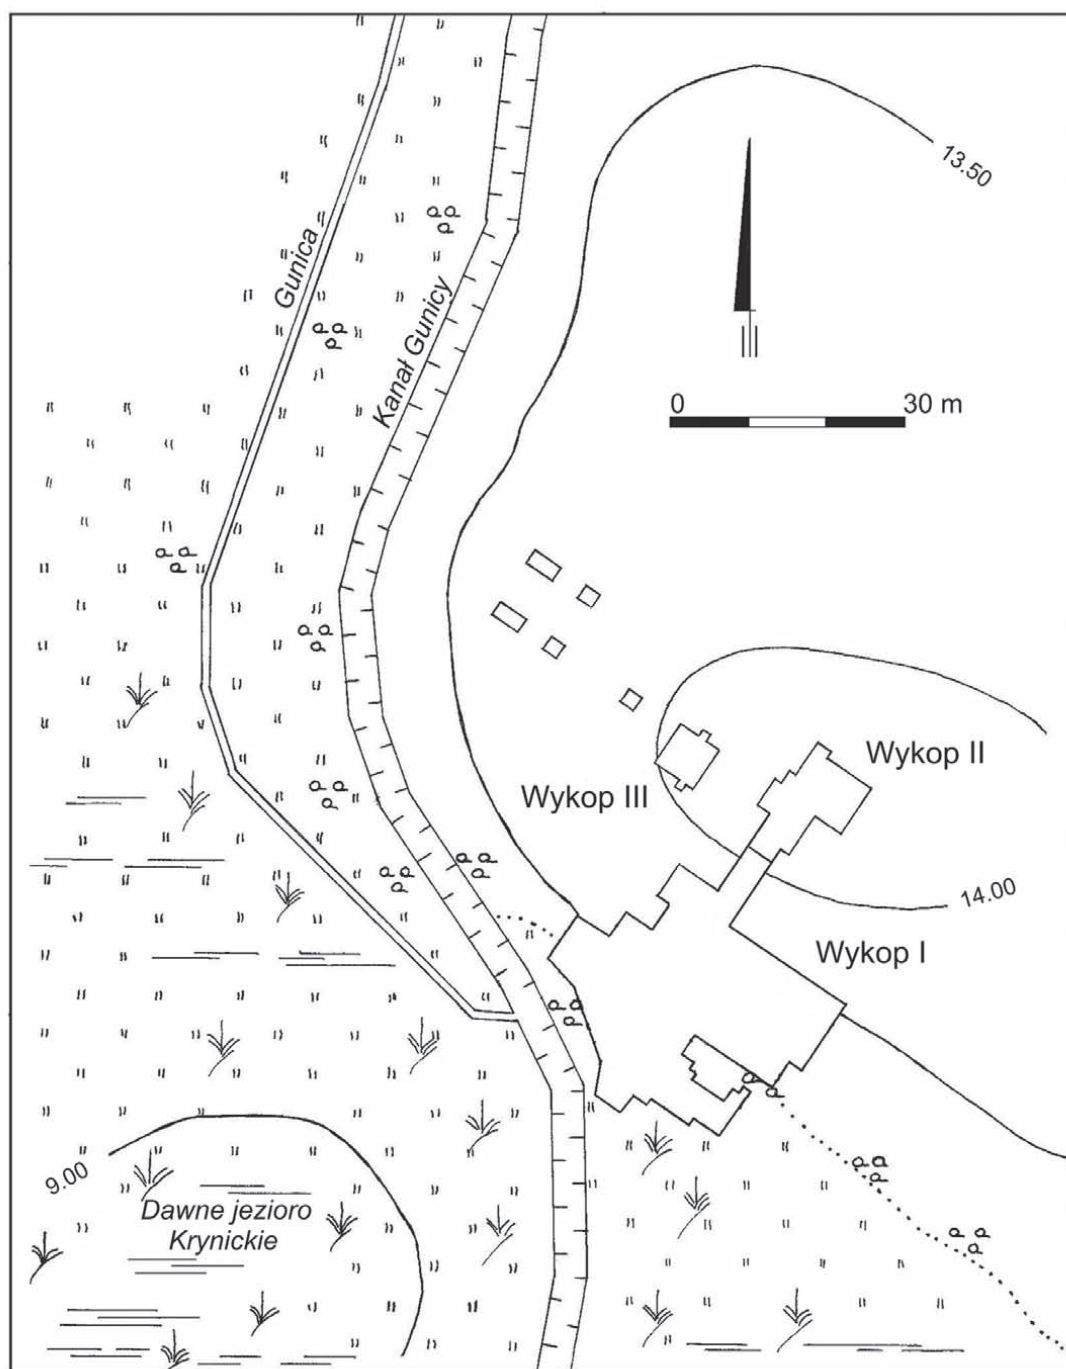 13.50
Gunica
Kanał Gunicy
0 30 m
Wykop II
Wykop III
14.00
Wykop I
9.00
Dawne jezioro
Krynickie